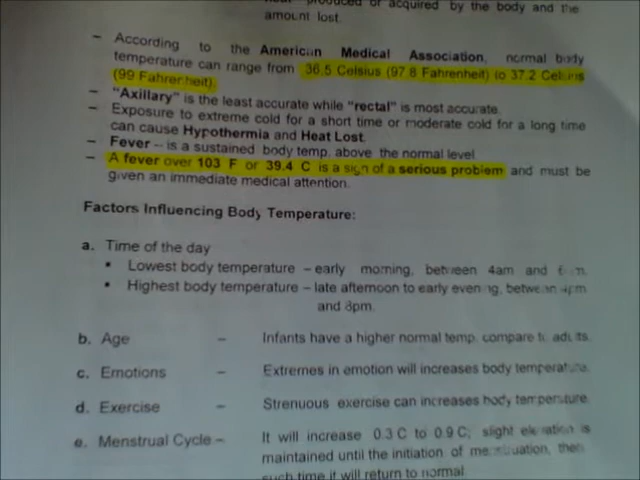 produced or acquired by the body and the
amount lost.
– According to the American Medical Association, normal body
temperature can range from 36.5 Celsius (97.8 Fahrenheit) to 37.2 Celsius
(99 Fahrenheit).
– "Axillary" is the least accurate while "rectal" is most accurate.
– Exposure to extreme cold for a short time or moderate cold for a long time
can cause Hypothermia and Heat Lost.
– Fever -- is a sustained body temp. above the normal level
– A fever over 103 F or 39.4 C is a sign of a serious problem and must be
given an immediate medical attention.
Factors Influencing Body Temperature:
a. Time of the day
• Lowest body temperature – early morning, between 4am and
• Highest body temperature – late afternoon to early evening, between 4pm
and 8pm.
b. Age – Infants have a higher normal temp. compare to adults.
c. Emotions – Extremes in emotion will increases body temperature.
d. Exercise – Strenuous exercise can increases body temperature.
e. Menstrual Cycle – It will increase 0.3 C to 0.9 C; slight elevation is
maintained until the initiation of menstruation, then
such time it will return to normal.